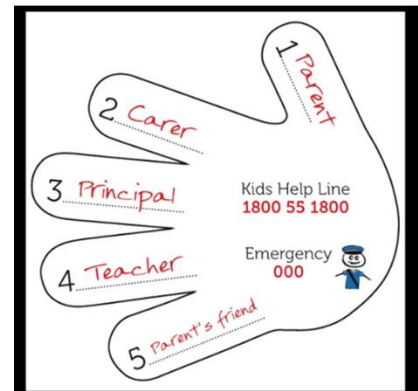 1 Parent
2 Carer
3 Principal
4 Teacher
5 Parent's friend
Kids Help Line
1800 55 1800
Emergency
000